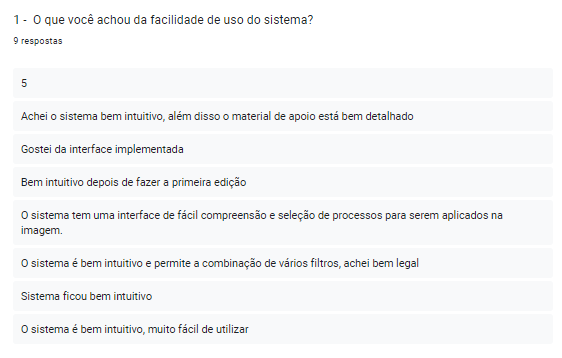 1 - O que você achou da facilidade de uso do sistema?
9 respostas
5
Achei o sistema bem intuitivo, além disso o material de apoio está bem detalhado
Gostei da interface implementada
Bem intuitivo depois de fazer a primeira edição
O sistema tem uma interface de fácil compreensão e seleção de processos para serem aplicados na
imagem.
O sistema é bem intuitivo e permite a combinação de vários filtros, achei bem legal
Sistema ficou bem intuitivo
O sistema é bem intuitivo, muito fácil de utilizar